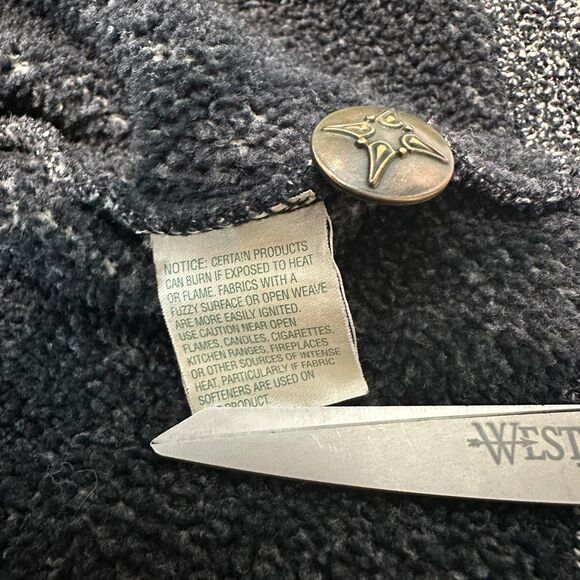 NOTICE: CERTAIN PRODUCTS
CAN BURN IF EXPOSED TO HEAT
OR FLAME. FABRICS WITH A
FUZZY SURFACE OR OPEN WEAVE
ARE MORE EASILY IGNITED.
USE CAUTION NEAR OPEN
FLAMES, CANDLES, CIGARETTES,
KITCHEN RANGES, FIREPLACES
OR OTHER SOURCES OF INTENSE
HEAT, PARTICULARLY IF FABRIC
SOFTENERS ARE USED ON
PRODUCT.
WEST